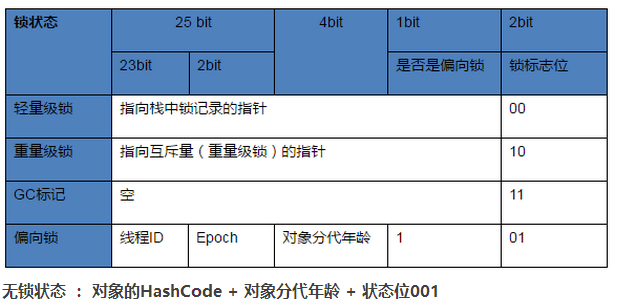 锁状态 25 bit 4bit 1bit 2bit
23bit 2bit 是否是偏向锁 锁标志位
轻量级锁 指向栈中锁记录的指针 00
重量级锁 指向互斥量（重量级锁）的指针 10
GC标记 空 11
偏向锁 线程ID Epoch 对象分代年龄 1 01
无锁状态 ： 对象的HashCode + 对象分代年龄 + 状态位001